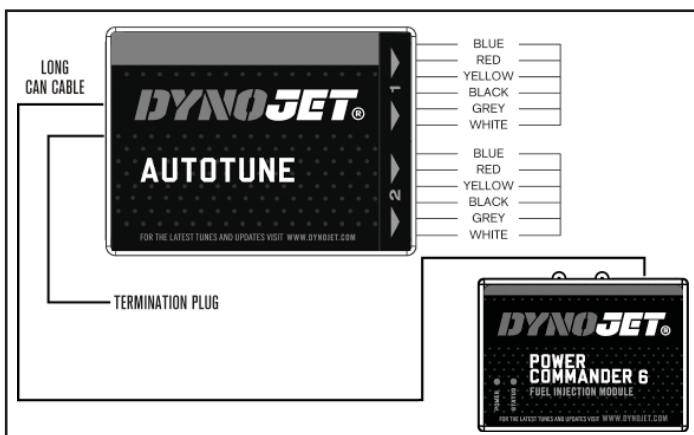 LONG
CAN CABLE
DYNOJET®
AUTOTUNE
FOR THE LATEST TUNES AND UPDATES VISIT WWW.DYNOJET.COM
1
2
BLUE
RED
YELLOW
BLACK
GREY
WHITE
BLUE
RED
YELLOW
BLACK
GREY
WHITE
TERMINATION PLUG
DYNOJET®
POWER
COMMANDER 6
FUEL INJECTION MODULE
POWER
STATUS
FOR THE LATEST TUNES AND UPDATES VISIT WWW.DYNOJET.COM